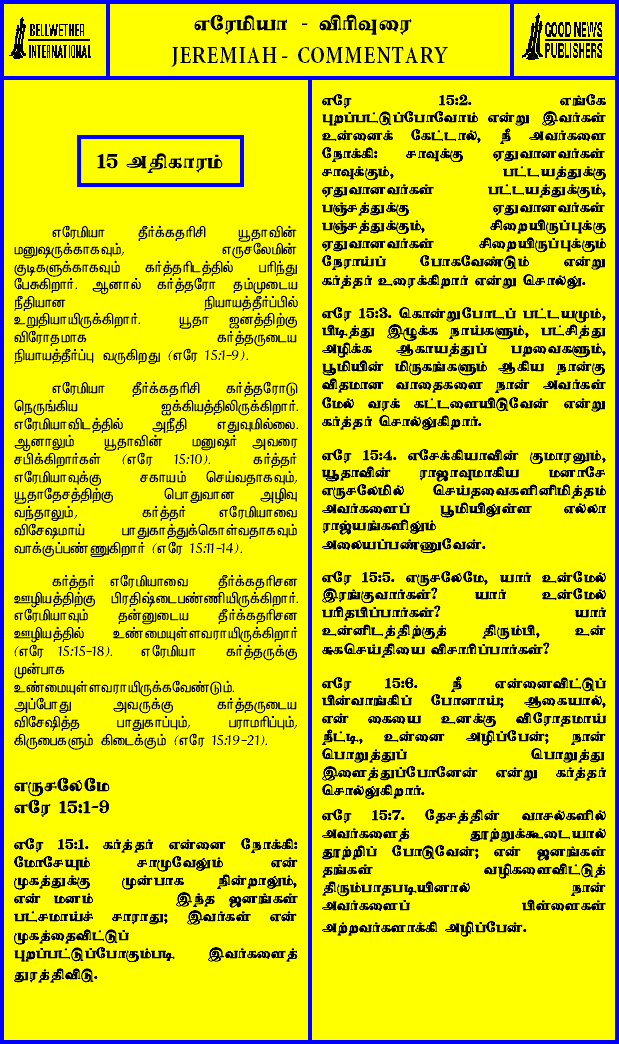 BELLWETHER
INTERNATIONAL
எரேமியா - விரிவுரை
JEREMIAH - COMMENTARY
GOOD NEWS
PUBLISHERS
15 அதிகாரம்
எரேமியா தீர்க்கதரிசி யூதாவின்
மனுஷருக்காகவும், எருசலேமின்
குடிகளுக்காகவும் கர்த்தரிடத்தில் பரிந்து
பேசுகிறார். ஆனால் கர்த்தரோ தம்முடைய
நீதியான நியாயத்தீர்ப்பில்
உறுதியாயிருக்கிறார். யூதா ஜனத்திற்கு
விரோதமாக கர்த்தருடைய
நியாயத்தீர்ப்பு வருகிறது (எரே 15:1-9).
எரேமியா தீர்க்கதரிசி கர்த்தரோடு
நெருங்கிய ஐக்கியத்திலிருக்கிறார்.
எரேமியாவிடத்தில் அநீதி எதுவுமில்லை.
ஆனாலும் யூதாவின் மனுஷர் அவரை
சபிக்கிறார்கள் (எரே 15:10). கர்த்தர்
எரேமியாவுக்கு சகாயம் செய்வதாகவும்,
யூதாதேசத்திற்கு பொதுவான அழிவு
வந்தாலும், கர்த்தர் எரேமியாவை
விசேஷமாய் பாதுகாத்துக்கொள்வதாகவும்
வாக்குப்பண்ணுகிறார் (எரே 15:11-14).
கர்த்தர் எரேமியாவை தீர்க்கதரிசன
ஊழியத்திற்கு பிரதிஷ்டைபண்ணியிருக்கிறார்.
எரேமியாவும் தன்னுடைய தீர்க்கதரிசன
ஊழியத்தில் உண்மையுள்ளவராயிருக்கிறார்
(எரே 15:15-18). எரேமியா கர்த்தருக்கு
முன்பாக
உண்மையுள்ளவராயிருக்கவேண்டும்.
அப்போது அவருக்கு கர்த்தருடைய
விசேஷித்த பாதுகாப்பும், பராமரிப்பும்,
கிருபைகளும் கிடைக்கும் (எரே 15:19-21).
எருசலேமே
எரே 15:1-9
எரே 15:1. கர்த்தர் என்னை நோக்கி:
மோசேயும் சாமுவேலும் என்
முகத்துக்கு முன்பாக நின்றாலும்,
என் மனம் இந்த ஜனங்கள்
பட்சமாய்ச் சாராது; இவர்கள் என்
முகத்தைவிட்டுப்
புறப்பட்டுப்போகும்படி இவர்களைத்
துரத்திவிடு.
எரே 15:2. எங்கே
புறப்பட்டுப்போவோம் என்று இவர்கள்
உன்னைக் கேட்டால், நீ அவர்களை
நோக்கி: சாவுக்கு ஏதுவானவர்கள்
சாவுக்கும், பட்டயத்துக்கு
ஏதுவானவர்கள் பட்டயத்துக்கும்,
பஞ்சத்துக்கு ஏதுவானவர்கள்
பஞ்சத்துக்கும், சிறையிருப்புக்கு
ஏதுவானவர்கள் சிறையிருப்புக்கும்
நேராய்ப் போகவேண்டும் என்று
கர்த்தர் உரைக்கிறார் என்று சொல்லு.
எரே 15:3. கொன்றுபோடப் பட்டயமும்,
பிடித்து இழுக்க நாய்களும், பட்சித்து
அழிக்க ஆகாயத்துப் பறவைகளும்,
பூமியின் மிருகங்களும் ஆகிய நான்கு
விதமான வாதைகளை நான் அவர்கள்
மேல் வரக் கட்டளையிடுவேன் என்று
கர்த்தர் சொல்லுகிறார்.
எரே 15:4. எசேக்கியாவின் குமாரனும்,
யூதாவின் ராஜாவுமாகிய மனாசே
எருசலேமில் செய்தவைகளினிமித்தம்
அவர்களைப் பூமியிலுள்ள எல்லா
ராஜ்யங்களிலும்
அலையப்பண்ணுவேன்.
எரே 15:5. எருசலேமே, யார் உன்மேல்
இரங்குவார்கள்? யார் உன்மேல்
பரிதபிப்பார்கள்? யார்
உன்னிடத்திற்குத் திரும்பி, உன்
சுகசெய்தியை விசாரிப்பார்கள்?
எரே 15:6. நீ என்னைவிட்டுப்
பின்வாங்கிப் போனாய்; ஆகையால்,
என் கையை உனக்கு விரோதமாய்
நீட்டி, உன்னை அழிப்பேன்; நான்
பொறுத்துப் பொறுத்து
இளைத்துப்போனேன் என்று கர்த்தர்
சொல்லுகிறார்.
எரே 15:7. தேசத்தின் வாசல்களில்
அவர்களைத் தூற்றுக்கூடையால்
தூற்றிப் போடுவேன்; என் ஜனங்கள்
தங்கள் வழிகளைவிட்டுத்
திரும்பாதபடியினால் நான்
அவர்களைப் பிள்ளைகள்
அற்றவர்களாக்கி அழிப்பேன்.